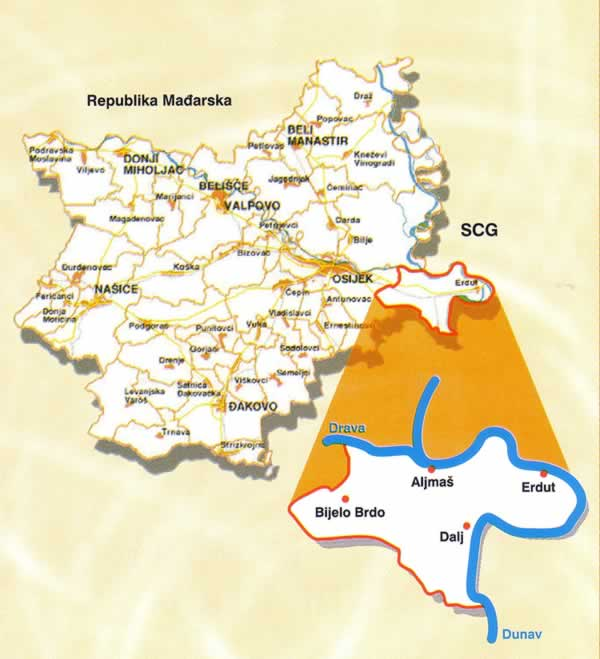 Republika Mađarska
Draž
Popovac
BELI
MANASTIR
Petlovac
Kneževi
Vinogradi
Podravska
Moslavina
Viljevo
DONJI
MIHOLJAC
Jagodnjak
Čeminac
BELIŠĆE
VALPOVO
Marijanci
Magadenovac
Petrijevci
Darda
Bilje
SCG
Bizovac
Koška
Đurđenovac
OSIJEK
Erdut
Feričanci
NAŠICE
Donja
Motičina
Čepin
Antunovac
Vladislavci
Podgorač
Punitovci
Vuka
Ernestinovo
Gorjani
Šodolovci
Drenje
Semeljci
Viškovci
Satnica
Đakovačka
Levanjska
Varoš
ĐAKOVO
Trnava
Strizivojna
Drava
Aljmaš
Erdut
Bijelo Brdo
Dalj
Dunav